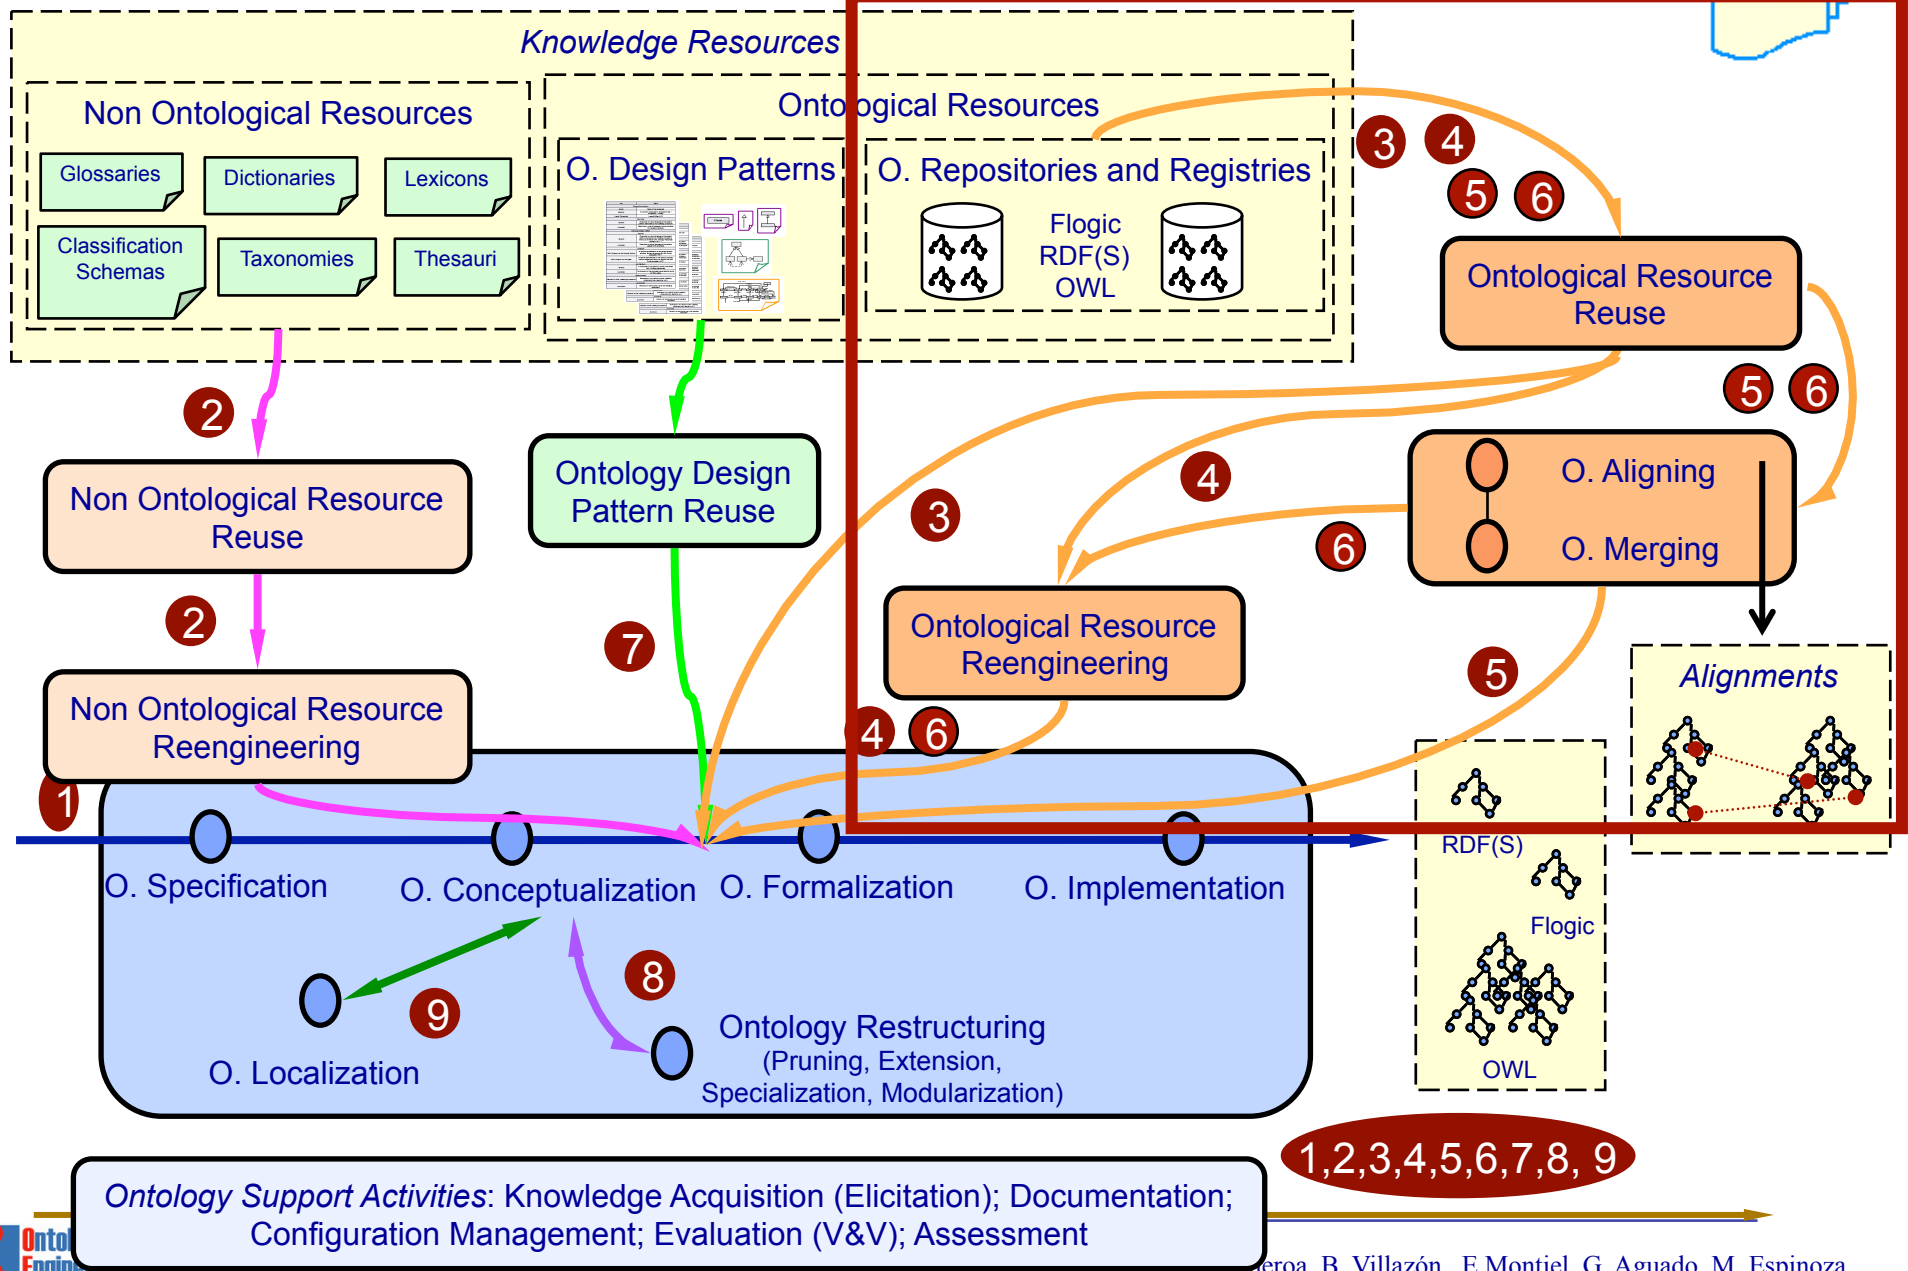 Knowledge Resources
Non Ontological Resources
Ontological Resources
Glossaries
Dictionaries
Lexicons
Classification
Schemas
Taxonomies
Thesauri
O. Design Patterns
O. Repositories and Registries
Flogic
RDF(S)
OWL
3 4
5 6
Ontological Resource
Reuse
2
5 6
Non Ontological Resource
Reuse
Ontology Design
Pattern Reuse
3
4
6
O. Aligning
O. Merging
2
7
Ontological Resource
Reengineering
5
Alignments
Non Ontological Resource
Reengineering
4 6
1
RDF(S)
O. Specification
O. Conceptualization
O. Formalization
O. Implementation
Flogic
9
8
O. Localization
Ontology Restructuring
(Pruning, Extension,
Specialization, Modularization)
OWL
1,2,3,4,5,6,7,8, 9
Ontology Support Activities: Knowledge Acquisition (Elicitation); Documentation;
Configuration Management; Evaluation (V&V); Assessment
B. Villazón, E.Montiel, G. Aguado, M. Espinoza